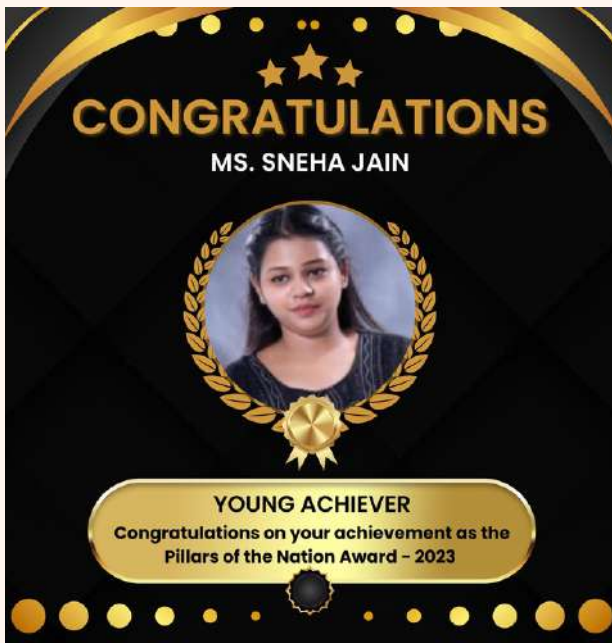 CONGRATULATIONS
MS. SNEHA JAIN
YOUNG ACHIEVER
Congratulations on your achievement as the
Pillars of the Nation Award - 2023